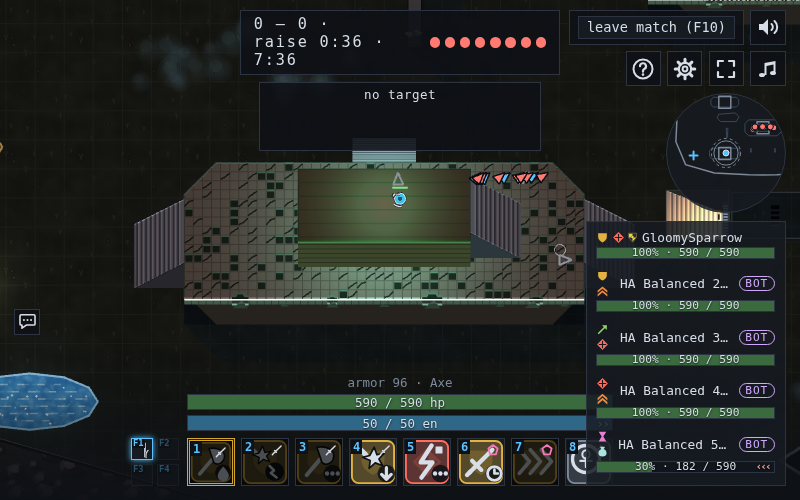 0 – 0 ·
raise 0:36 ·
7:36
leave match (F10)
no target
GloomySparrow
100% · 590 / 590
HA Balanced 2… BOT
100% · 590 / 590
HA Balanced 3… BOT
100% · 590 / 590
HA Balanced 4… BOT
100% · 590 / 590
HA Balanced 5… BOT
30% · 182 / 590
armor 96 · Axe
590 / 590 hp
50 / 50 en
F1 F2
F3 F4
1 2 3 4 5 6 7 8